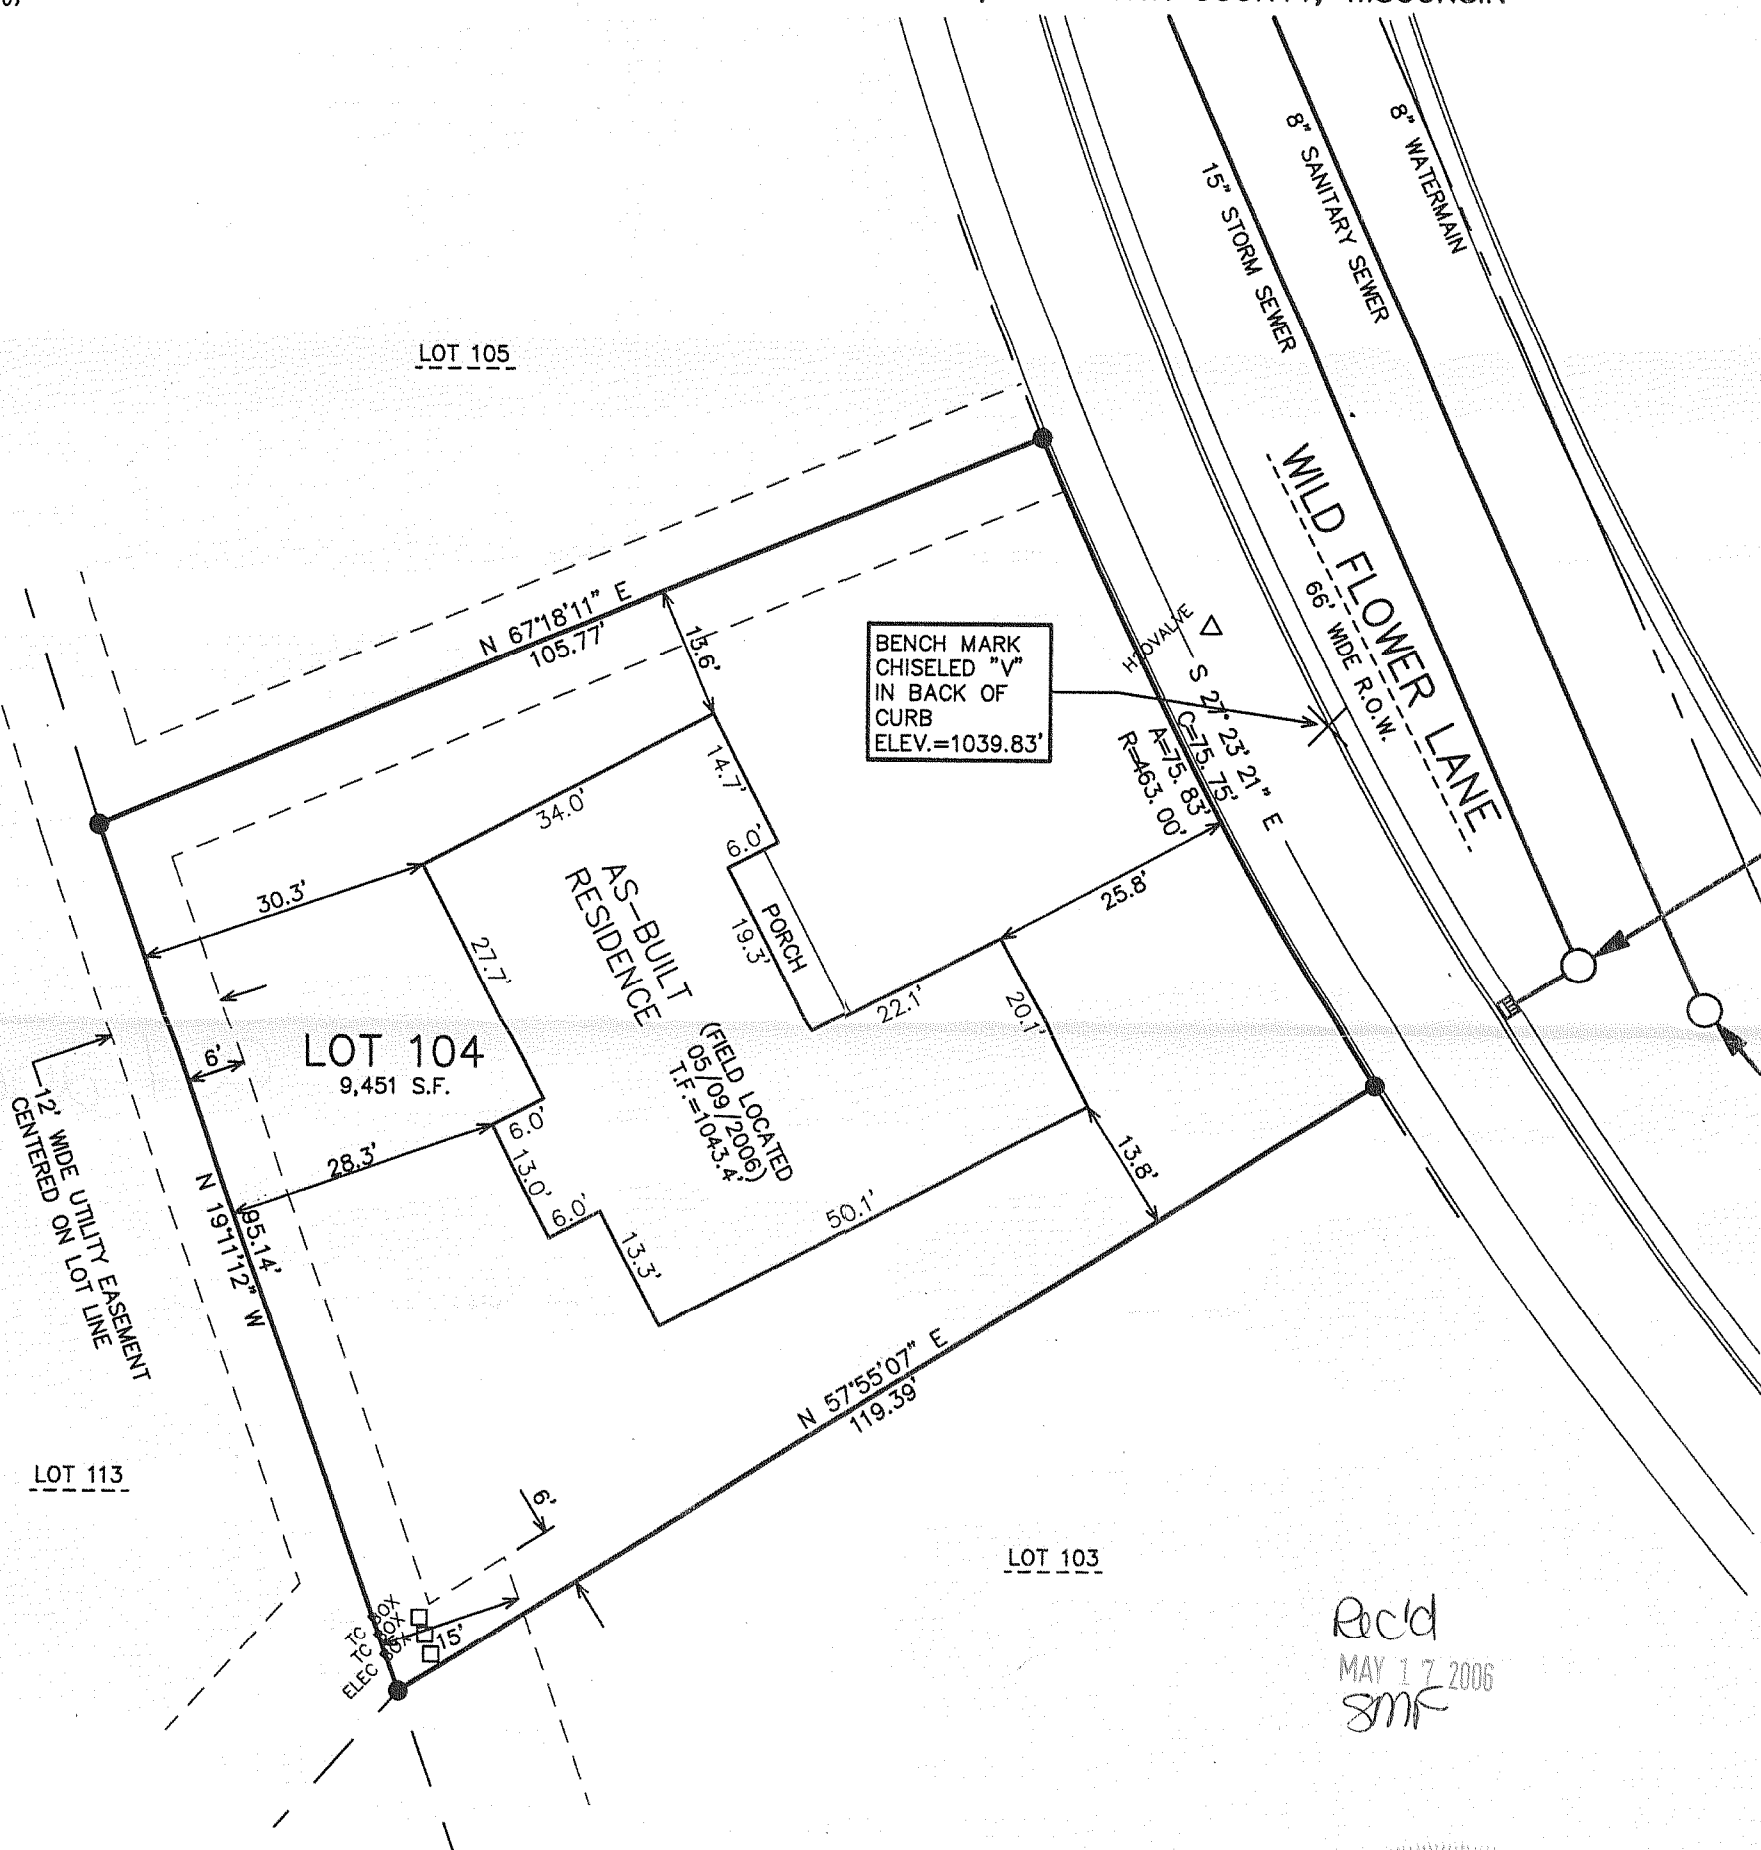 COUNTY, WISCONSIN
8" WATERMAIN
8" SANITARY SEWER
15" STORM SEWER
LOT 105
WILD FLOWER LANE
66' WIDE R.O.W.
N 67°18'11" E
105.77'
13.6'
BENCH MARK
CHISELED "V"
IN BACK OF
CURB
ELEV.=1039.83'
H2OVALVE
S 27° 23' 21" E
C=75.75'
A=75.83'
R=463.00'
34.0'
14.7'
6.0'
30.3'
AS-BUILT
RESIDENCE
PORCH
19.3'
25.8'
27.7'
22.1'
20.1'
(FIELD LOCATED
05/09/2006)
T.F.=1043.4'
LOT 104
9,451 S.F.
6'
12' WIDE UTILITY EASEMENT
CENTERED ON LOT LINE
6.0'
28.3'
13.0'
6.0'
13.3'
50.1'
13.8'
N 19°11'12" W
95.14'
N 57°55'07" E
119.39'
LOT 113
6'
LOT 103
TC BOX
TC BOX
ELEC BOX
15'
Rec'd
MAY 17 2006
SMF